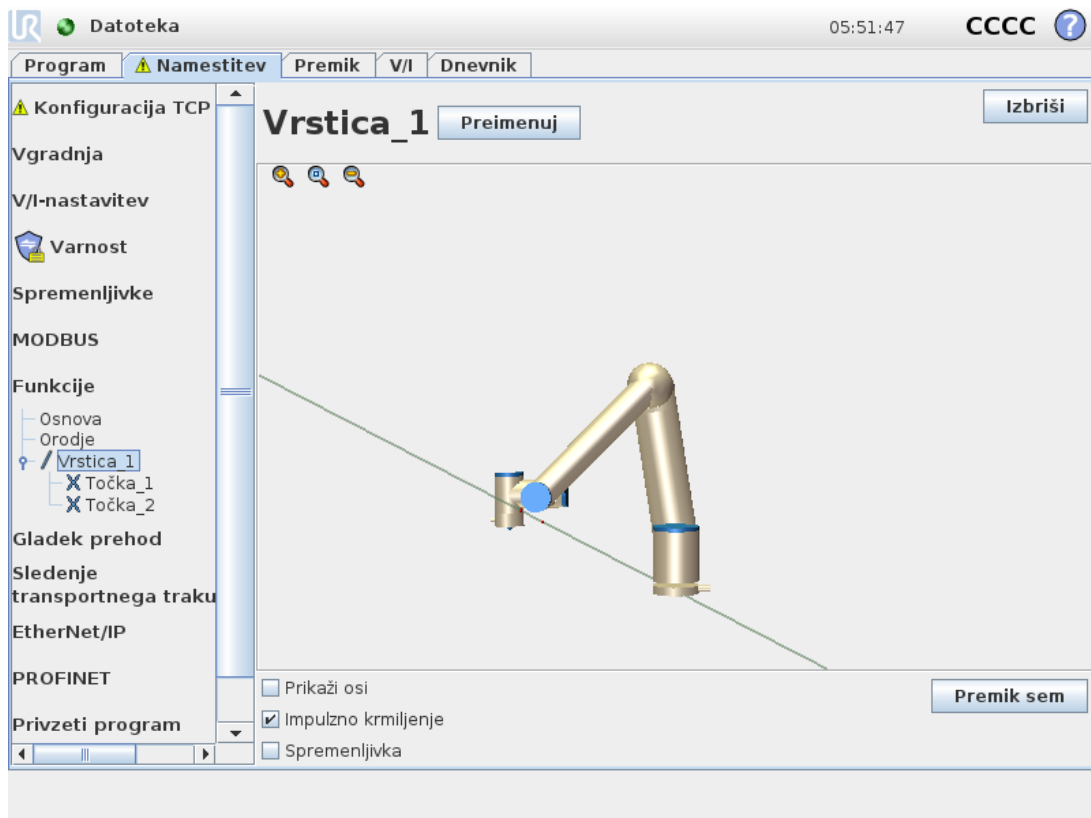 UR Datoteka 05:51:47 CCCC ?
Program Namestitev Premik V/I Dnevnik
Konfiguracija TCP
Vgradnja
V/I-nastavitev
Varnost
Spremenljivke
MODBUS
Funkcije
Osnova
Orodje
Vrstica_1
Točka_1
Točka_2
Gladek prehod
Sledenje
transportnega traku
EtherNet/IP
PROFINET
Privzeti program
Vrstica_1 Preimenuj Izbriši
Prikaži osi
Impulzno krmiljenje
Spremenljivka
Premik sem